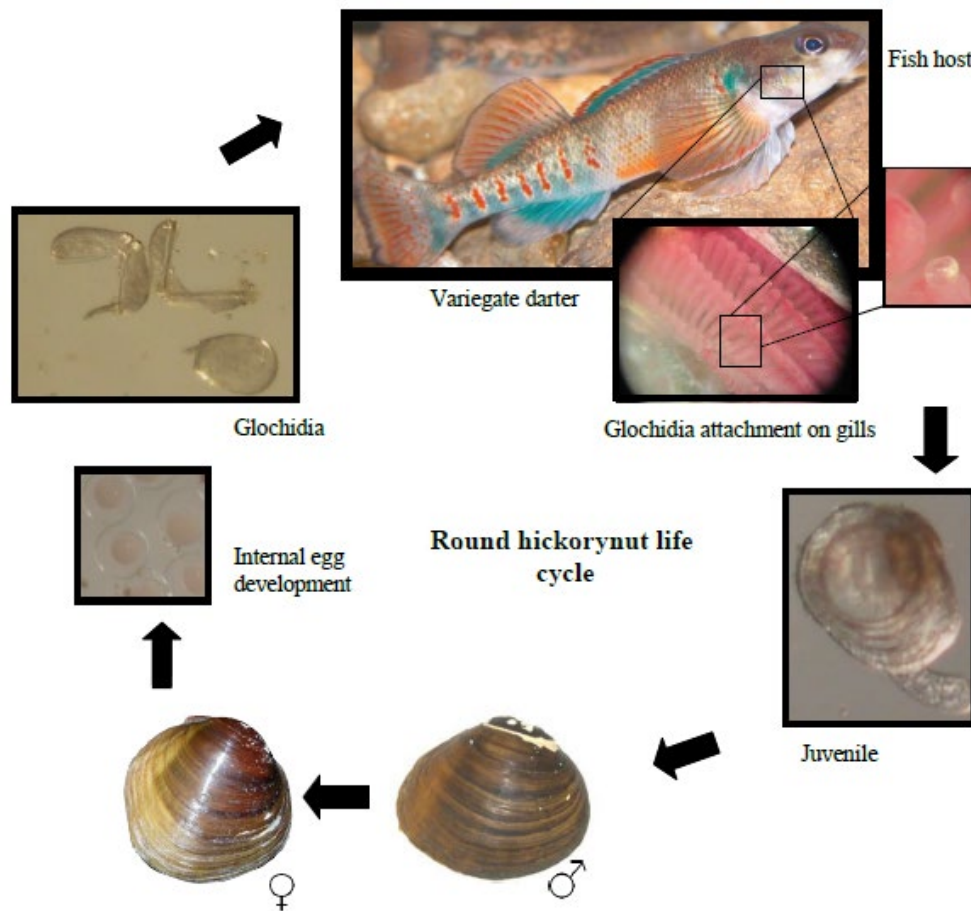 Fish host
Variegate darter
Glochidia
Glochidia attachment on gills
Internal egg
development
Round hickorynut life
cycle
Juvenile
♀
♂